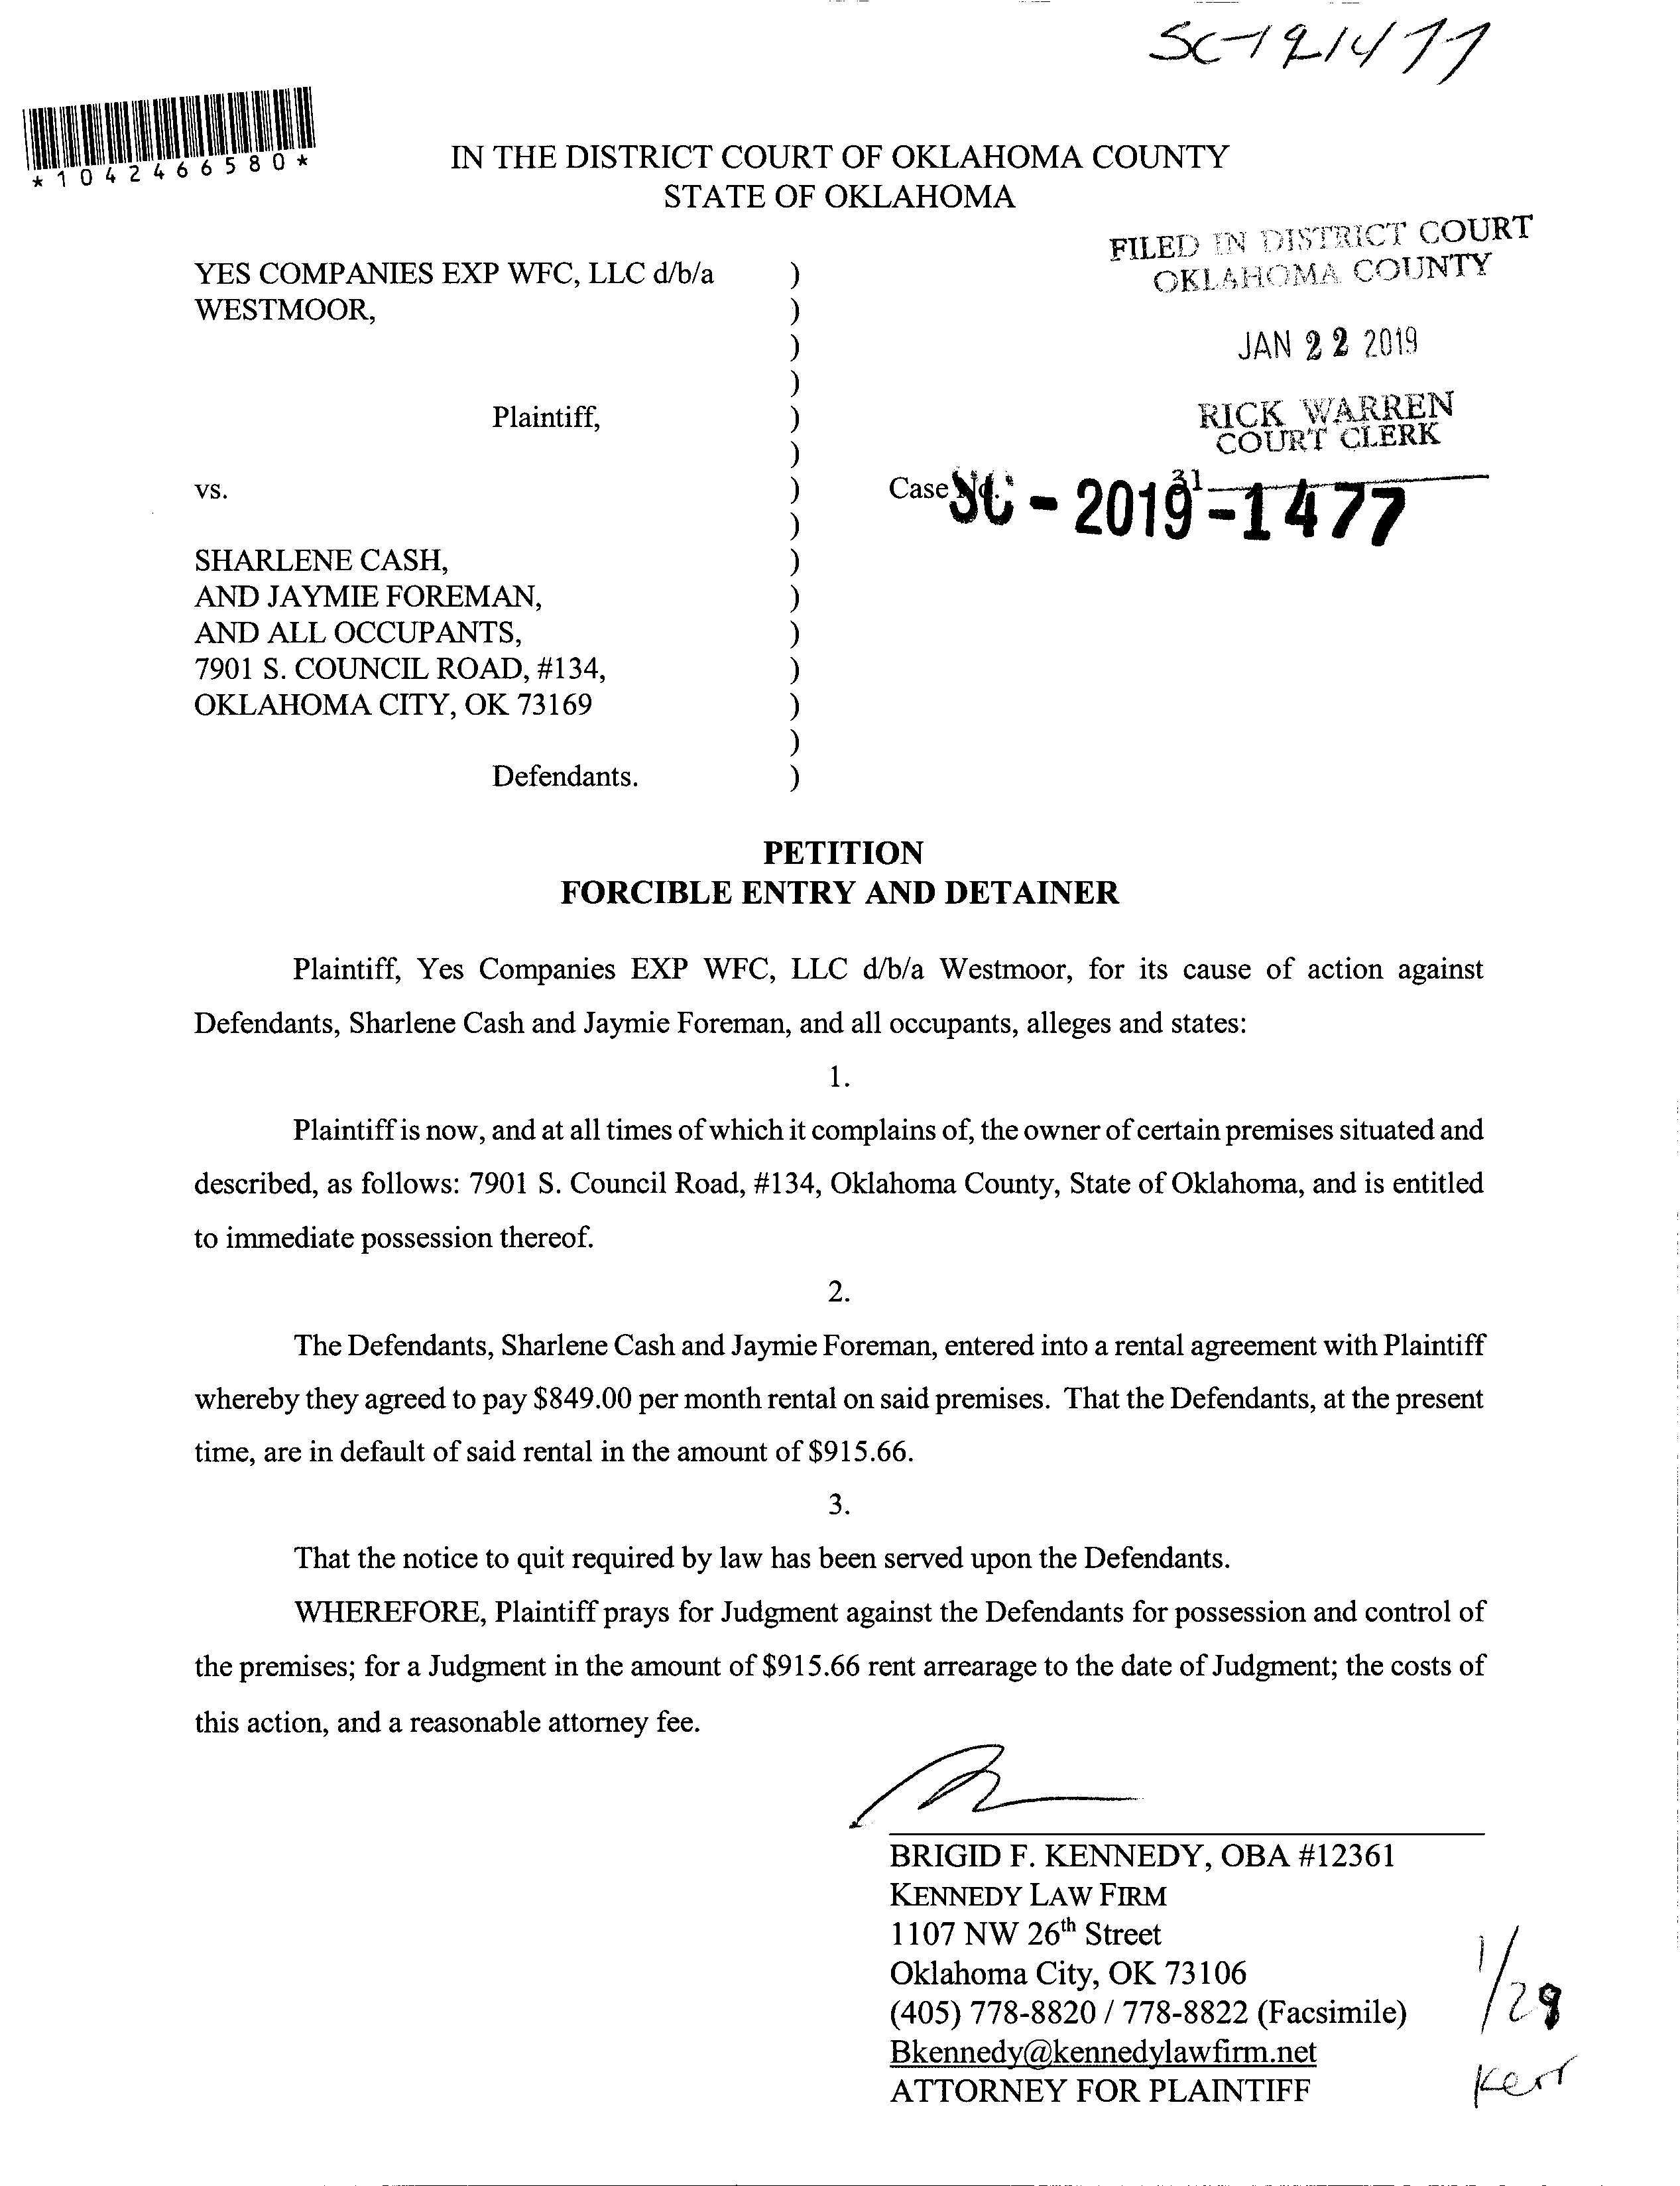 SC-191477
*1042466580*
IN THE DISTRICT COURT OF OKLAHOMA COUNTY
STATE OF OKLAHOMA
FILED IN DISTRICT COURT
OKLAHOMA COUNTY
JAN 22 2019
RICK WARREN
COURT CLERK
31
YES COMPANIES EXP WFC, LLC d/b/a )
WESTMOOR, )
)
)
Plaintiff, )
)
vs. ) Case No. SC-2019-1477
)
SHARLENE CASH, )
AND JAYMIE FOREMAN, )
AND ALL OCCUPANTS, )
7901 S. COUNCIL ROAD, #134, )
OKLAHOMA CITY, OK 73169 )
)
Defendants. )
PETITION
FORCIBLE ENTRY AND DETAINER
Plaintiff, Yes Companies EXP WFC, LLC d/b/a Westmoor, for its cause of action against
Defendants, Sharlene Cash and Jaymie Foreman, and all occupants, alleges and states:
1.
Plaintiff is now, and at all times of which it complains of, the owner of certain premises situated and
described, as follows: 7901 S. Council Road, #134, Oklahoma County, State of Oklahoma, and is entitled
to immediate possession thereof.
2.
The Defendants, Sharlene Cash and Jaymie Foreman, entered into a rental agreement with Plaintiff
whereby they agreed to pay $849.00 per month rental on said premises. That the Defendants, at the present
time, are in default of said rental in the amount of $915.66.
3.
That the notice to quit required by law has been served upon the Defendants.
WHEREFORE, Plaintiff prays for Judgment against the Defendants for possession and control of
the premises; for a Judgment in the amount of $915.66 rent arrearage to the date of Judgment; the costs of
this action, and a reasonable attorney fee.
BRIGID F. KENNEDY, OBA #12361
KENNEDY LAW FIRM
1107 NW 26th Street
Oklahoma City, OK 73106
(405) 778-8820 / 778-8822 (Facsimile)
Bkennedy@kennedylawfirm.net
ATTORNEY FOR PLAINTIFF
Kerr